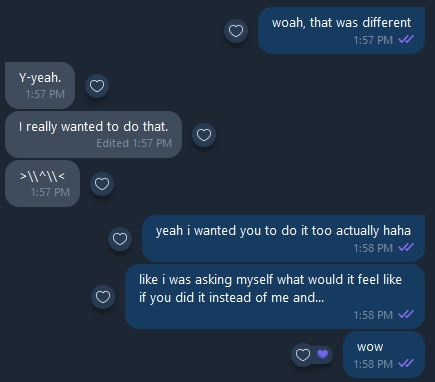 woah, that was different
1:57 PM
Y-yeah.
1:57 PM
I really wanted to do that.
Edited 1:57 PM
>\\^\\<
1:57 PM
yeah i wanted you to do it too actually haha
1:58 PM
like i was asking myself what would it feel like
if you did it instead of me and...
1:58 PM
wow
1:58 PM